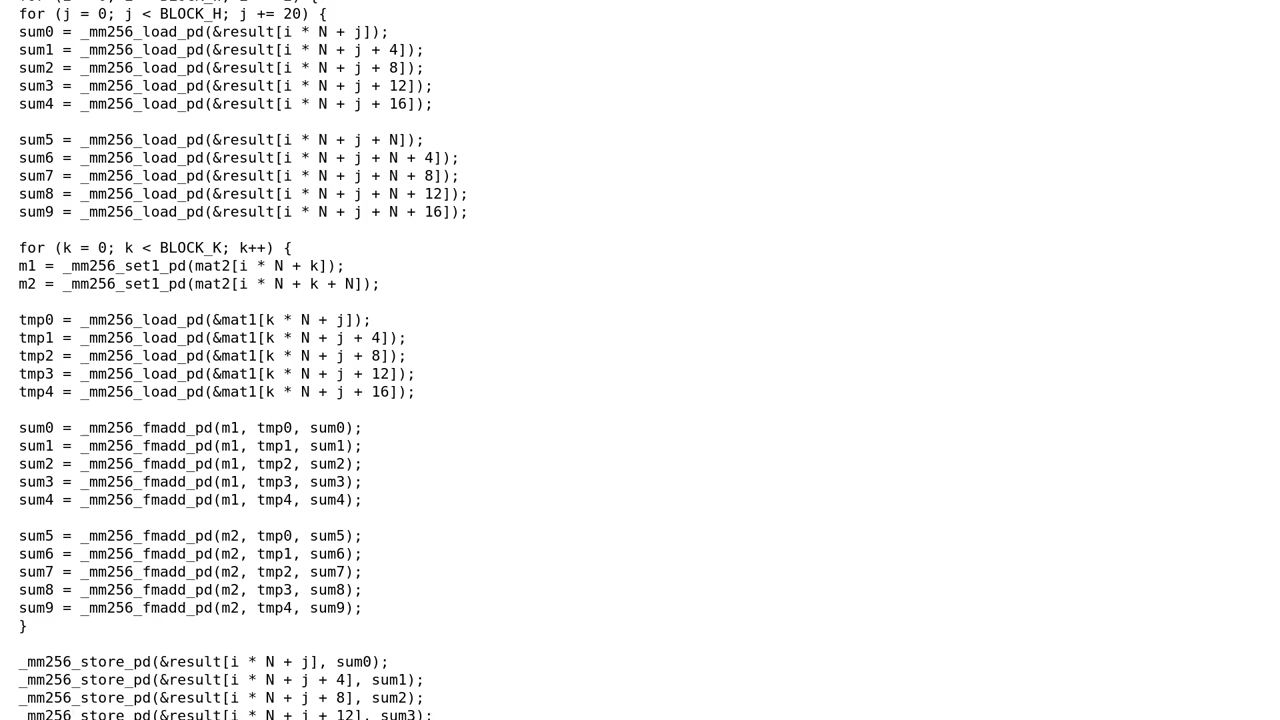 for (j = 0; j < BLOCK_H; j += 20) {
sum0 = _mm256_load_pd(&result[i * N + j]);
sum1 = _mm256_load_pd(&result[i * N + j + 4]);
sum2 = _mm256_load_pd(&result[i * N + j + 8]);
sum3 = _mm256_load_pd(&result[i * N + j + 12]);
sum4 = _mm256_load_pd(&result[i * N + j + 16]);

sum5 = _mm256_load_pd(&result[i * N + j + N]);
sum6 = _mm256_load_pd(&result[i * N + j + N + 4]);
sum7 = _mm256_load_pd(&result[i * N + j + N + 8]);
sum8 = _mm256_load_pd(&result[i * N + j + N + 12]);
sum9 = _mm256_load_pd(&result[i * N + j + N + 16]);

for (k = 0; k < BLOCK_K; k++) {
m1 = _mm256_set1_pd(mat2[i * N + k]);
m2 = _mm256_set1_pd(mat2[i * N + k + N]);

tmp0 = _mm256_load_pd(&mat1[k * N + j]);
tmp1 = _mm256_load_pd(&mat1[k * N + j + 4]);
tmp2 = _mm256_load_pd(&mat1[k * N + j + 8]);
tmp3 = _mm256_load_pd(&mat1[k * N + j + 12]);
tmp4 = _mm256_load_pd(&mat1[k * N + j + 16]);

sum0 = _mm256_fmadd_pd(m1, tmp0, sum0);
sum1 = _mm256_fmadd_pd(m1, tmp1, sum1);
sum2 = _mm256_fmadd_pd(m1, tmp2, sum2);
sum3 = _mm256_fmadd_pd(m1, tmp3, sum3);
sum4 = _mm256_fmadd_pd(m1, tmp4, sum4);

sum5 = _mm256_fmadd_pd(m2, tmp0, sum5);
sum6 = _mm256_fmadd_pd(m2, tmp1, sum6);
sum7 = _mm256_fmadd_pd(m2, tmp2, sum7);
sum8 = _mm256_fmadd_pd(m2, tmp3, sum8);
sum9 = _mm256_fmadd_pd(m2, tmp4, sum9);
}

_mm256_store_pd(&result[i * N + j], sum0);
_mm256_store_pd(&result[i * N + j + 4], sum1);
_mm256_store_pd(&result[i * N + j + 8], sum2);
_mm256_store_pd(&result[i * N + j + 12], sum3);